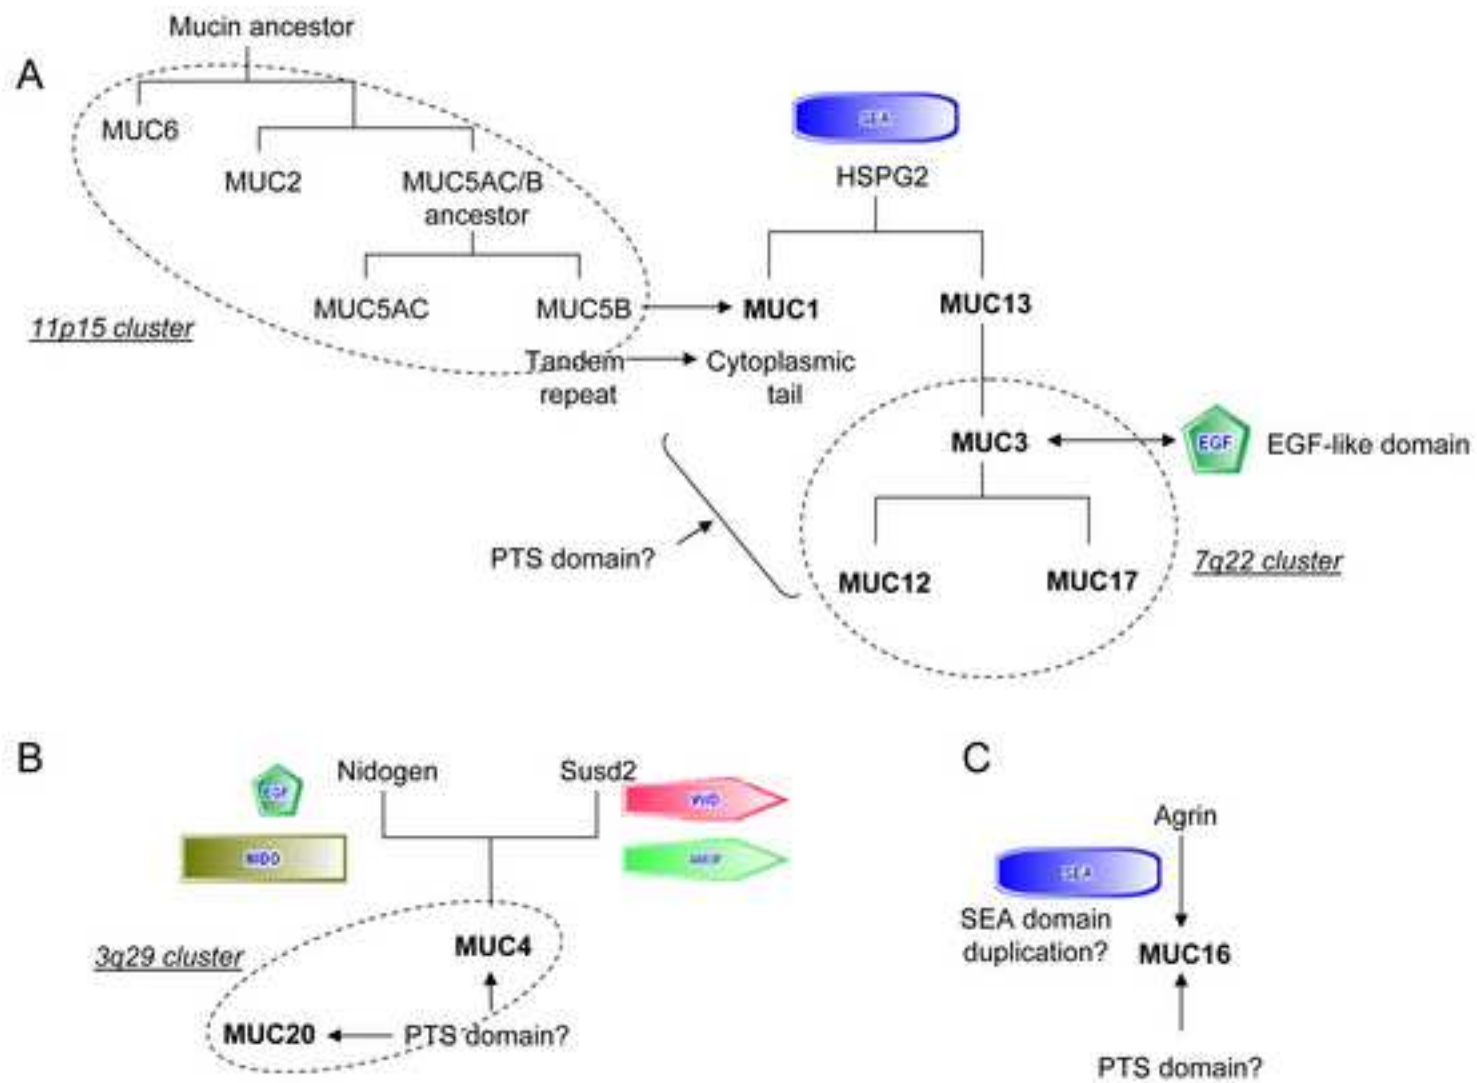 A
Mucin ancestor
MUC6
MUC2
MUC5AC/B
ancestor
MUC5AC
MUC5B
11p15 cluster
Tandem
repeat
Cytoplasmic
tail
SEA
HSPG2
MUC1
MUC13
MUC3
EGF
EGF-like domain
PTS domain?
MUC12
MUC17
7q22 cluster
B
Nidogen
Susd2
EGF
NIDO
VWD
MUC4
3q29 cluster
MUC20
PTS domain?
C
Agrin
SEA
SEA domain
duplication?
MUC16
PTS domain?